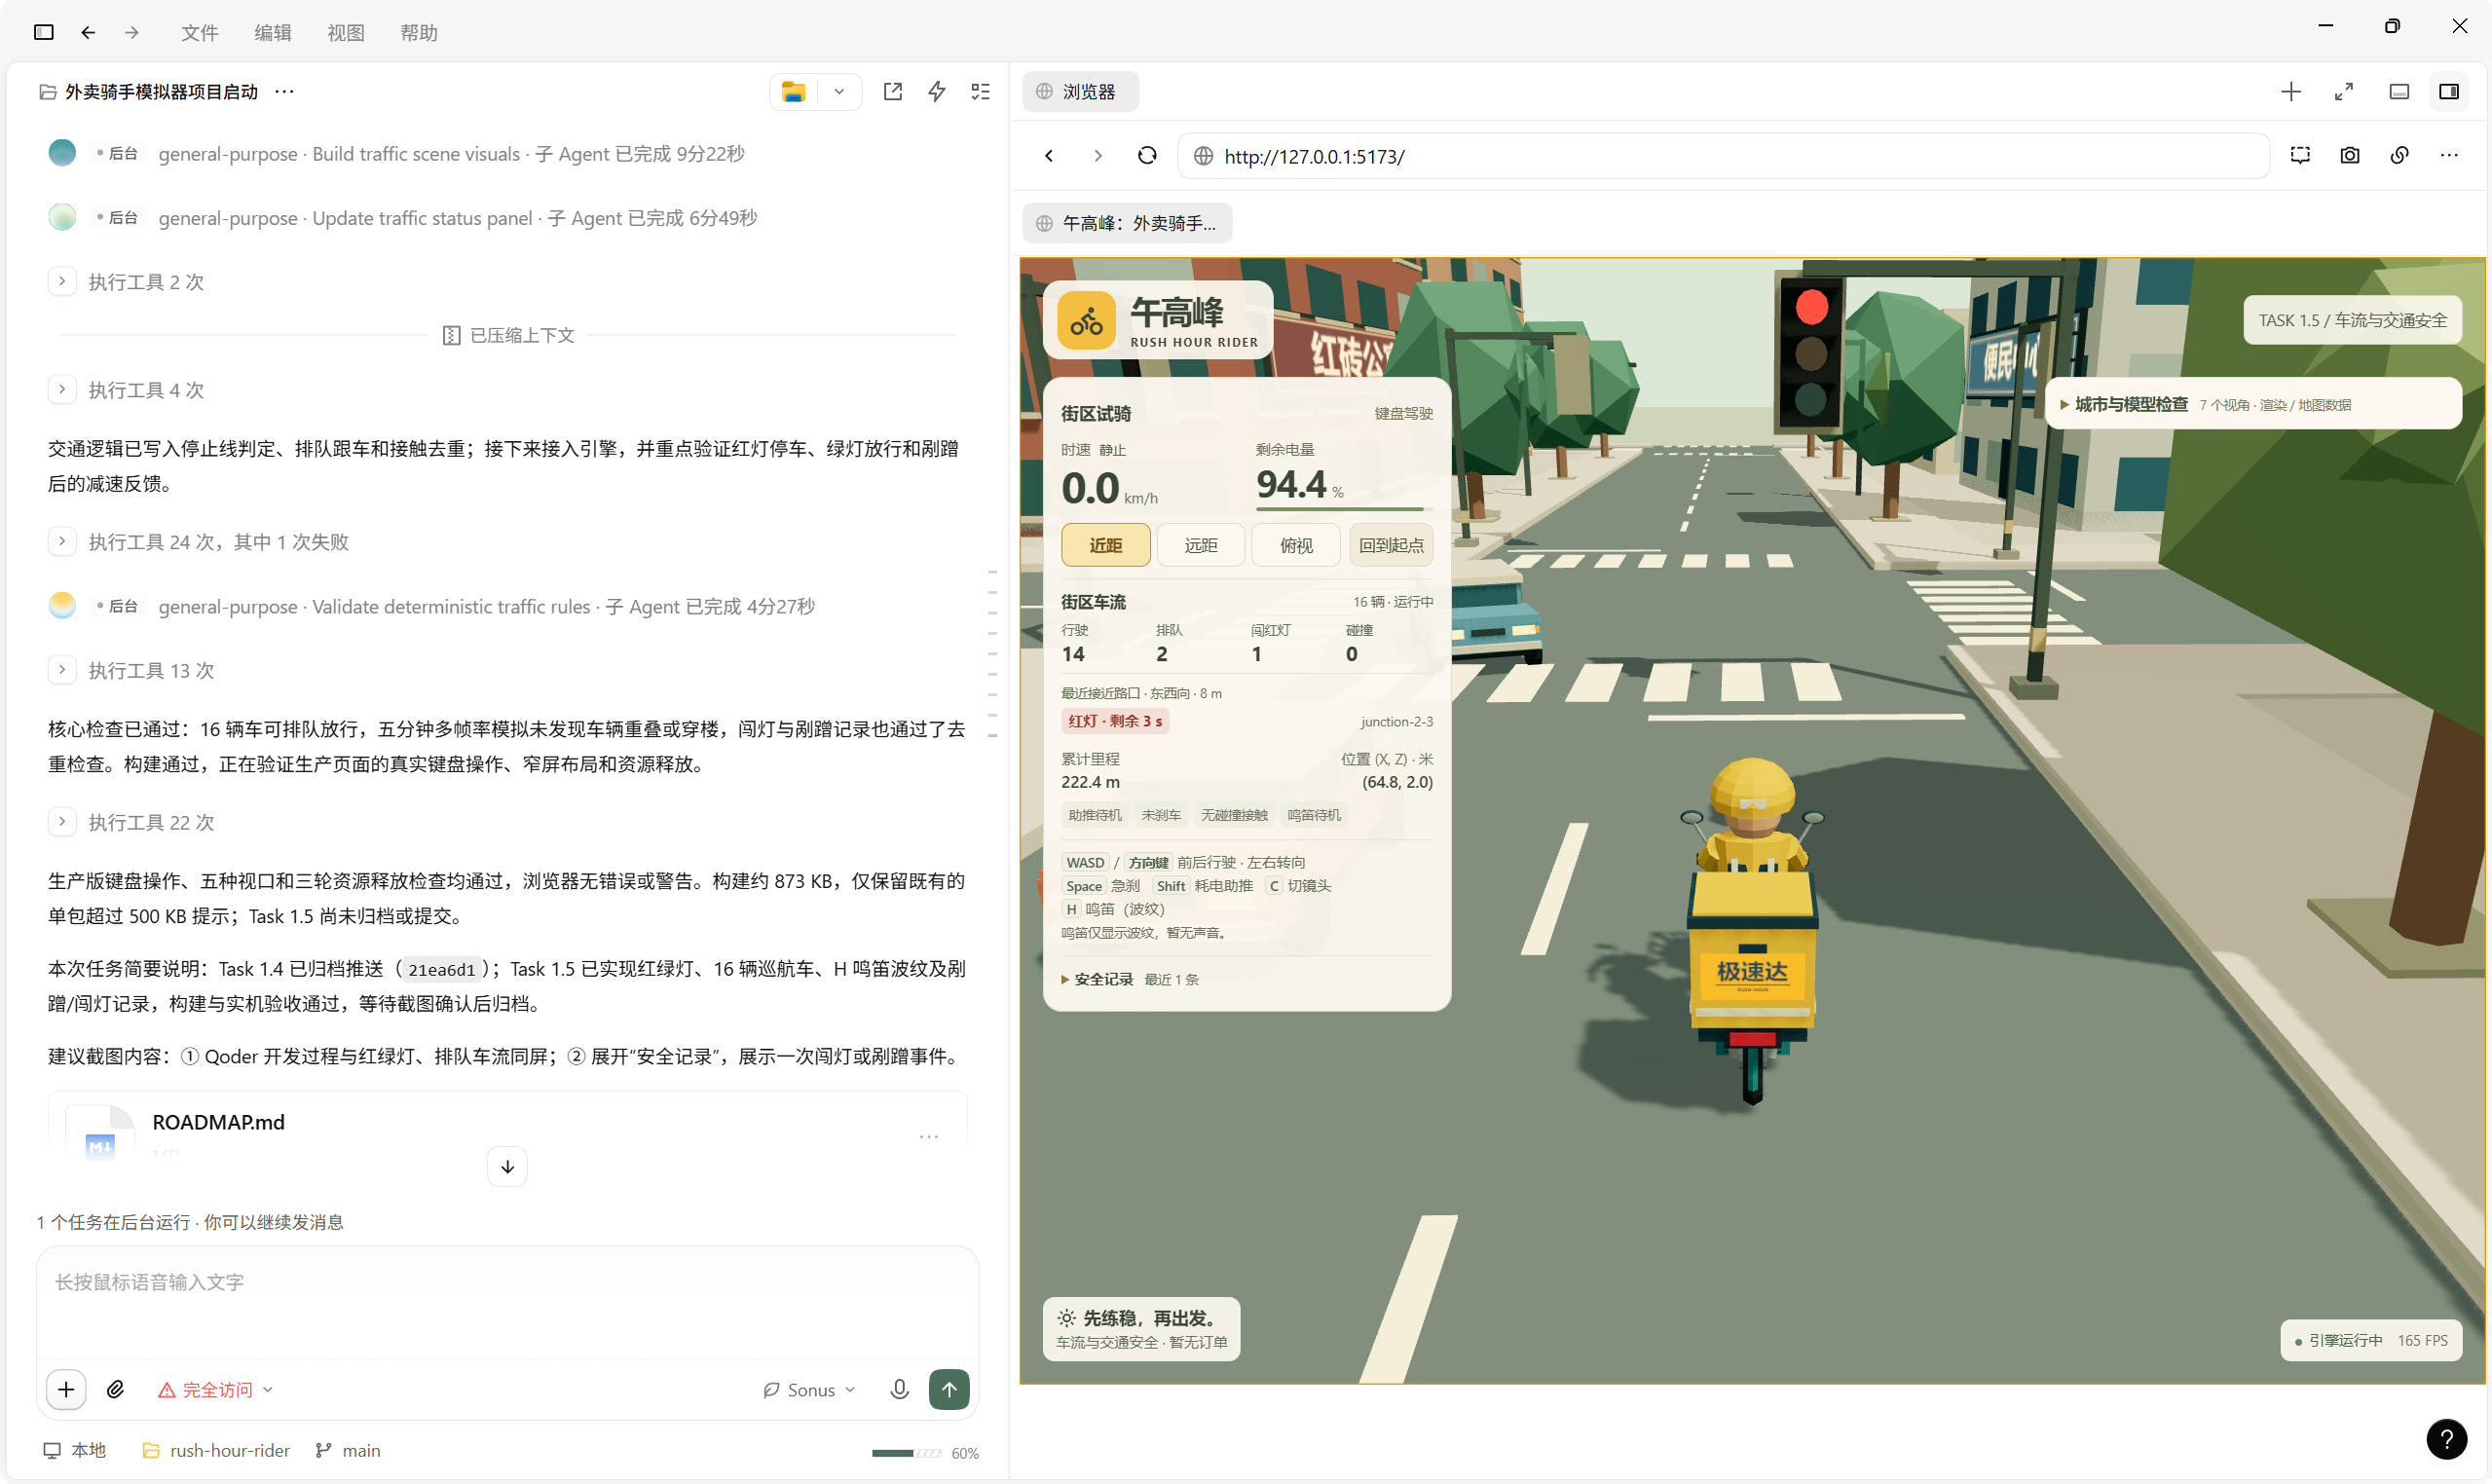 文件 编辑 视图 帮助
外卖骑手模拟器项目启动 ···
后台 general-purpose · Build traffic scene visuals · 子 Agent 已完成 9分22秒
后台 general-purpose · Update traffic status panel · 子 Agent 已完成 6分49秒
执行工具 2 次
已压缩上下文
执行工具 4 次
交通逻辑已写入停止线判定、排队跟车和接触去重；接下来接入引擎，并重点验证红灯停车、绿灯放行和剐蹭
后的减速反馈。
执行工具 24 次，其中 1 次失败
后台 general-purpose · Validate deterministic traffic rules · 子 Agent 已完成 4分27秒
执行工具 13 次
核心检查已通过：16 辆车可排队放行，五分钟多帧率模拟未发现车辆重叠或穿楼，闯灯与剐蹭记录也通过了去
重检查。构建通过，正在验证生产页面的真实键盘操作、窄屏布局和资源释放。
执行工具 22 次
生产版键盘操作、五种视口和三轮资源释放检查均通过，浏览器无错误或警告。构建约 873 KB，仅保留既有的
单包超过 500 KB 提示；Task 1.5 尚未归档或提交。
本次任务简要说明：Task 1.4 已归档推送（21ea6d1）；Task 1.5 已实现红绿灯、16 辆巡航车、H 鸣笛波纹及剐
蹭/闯灯记录，构建与实机验收通过，等待截图确认后归档。
建议截图内容：① Qoder 开发过程与红绿灯、排队车流同屏；② 展开“安全记录”，展示一次闯灯或剐蹭事件。
ROADMAP.md
MD
1 个任务在后台运行 · 你可以继续发消息
长按鼠标语音输入文字
完全访问
Sonus
本地 rush-hour-rider main 60%
浏览器
http://127.0.0.1:5173/
午高峰：外卖骑手...
午高峰
RUSH HOUR RIDER
TASK 1.5 / 车流与交通安全
城市与模型检查 7 个视角 · 渲染 / 地图数据
红砖公
便民
街区试骑 键盘驾驶
时速 静止 剩余电量
0.0 km/h 94.4 %
近距 远距 俯视 回到起点
街区车流 16 辆 · 运行中
行驶 排队 闯红灯 碰撞
14 2 1 0
最近接近路口 · 东西向 · 8 m
红灯 · 剩余 3 s junction-2-3
累计里程 位置 (X, Z) · 米
222.4 m (64.8, 2.0)
助推待机 未刹车 无碰撞接触 鸣笛待机
WASD / 方向键 前后行驶 · 左右转向
Space 急刹 Shift 耗电助推 C 切镜头
H 鸣笛（波纹）
鸣笛仅显示波纹，暂无声音。
安全记录 最近 1 条
极速达
RUSH HOUR
先练稳，再出发。
车流与交通安全 · 暂无订单
引擎运行中 165 FPS
?